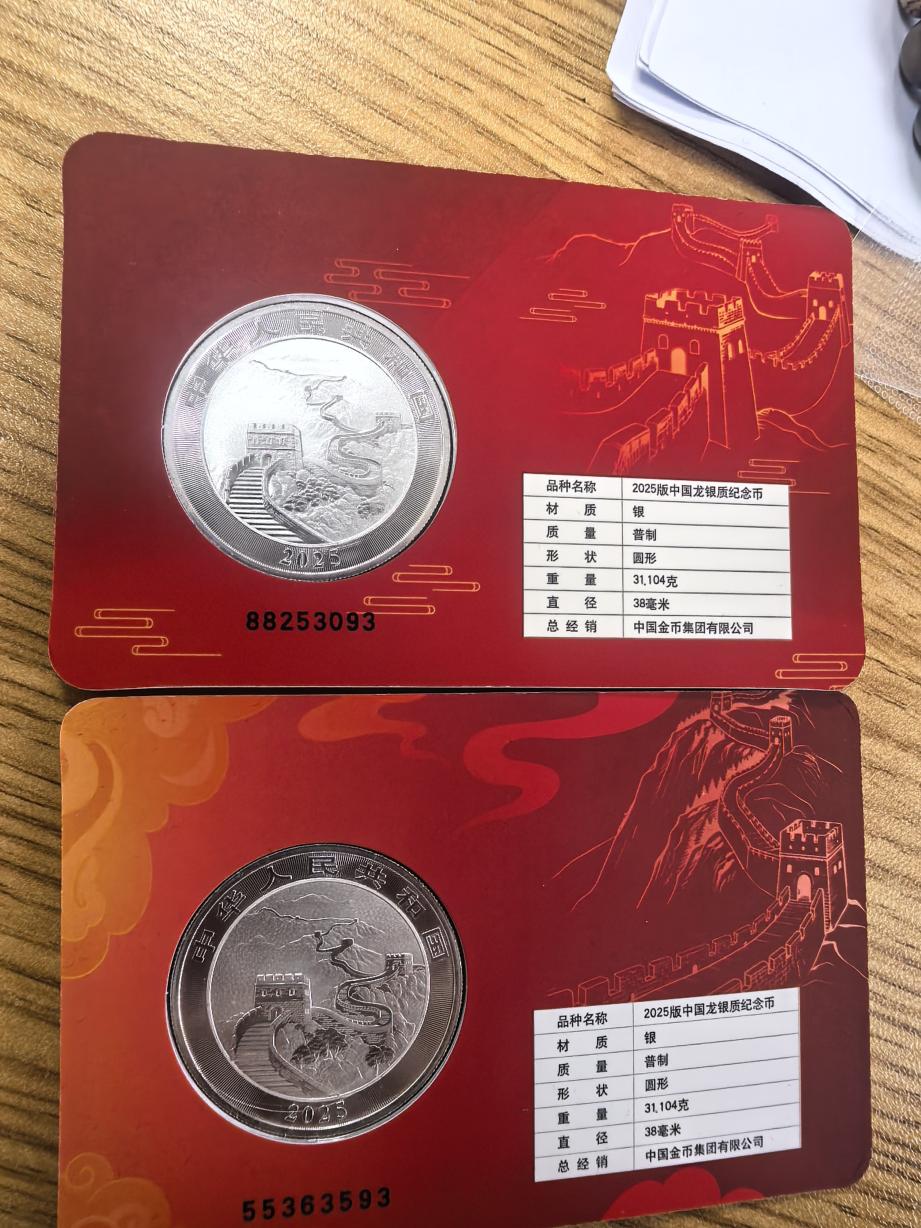 中华人民共和国
2025
88253093
品种名称 2025版中国龙银质纪念币
材 质 银
质 量 普制
形 状 圆形
重 量 31.104克
直 径 38毫米
总经销 中国金币集团有限公司
中华人民共和国
2025
55363593
品种名称 2025版中国龙银质纪念币
材 质 银
质 量 普制
形 状 圆形
重 量 31.104克
直 径 38毫米
总经销 中国金币集团有限公司